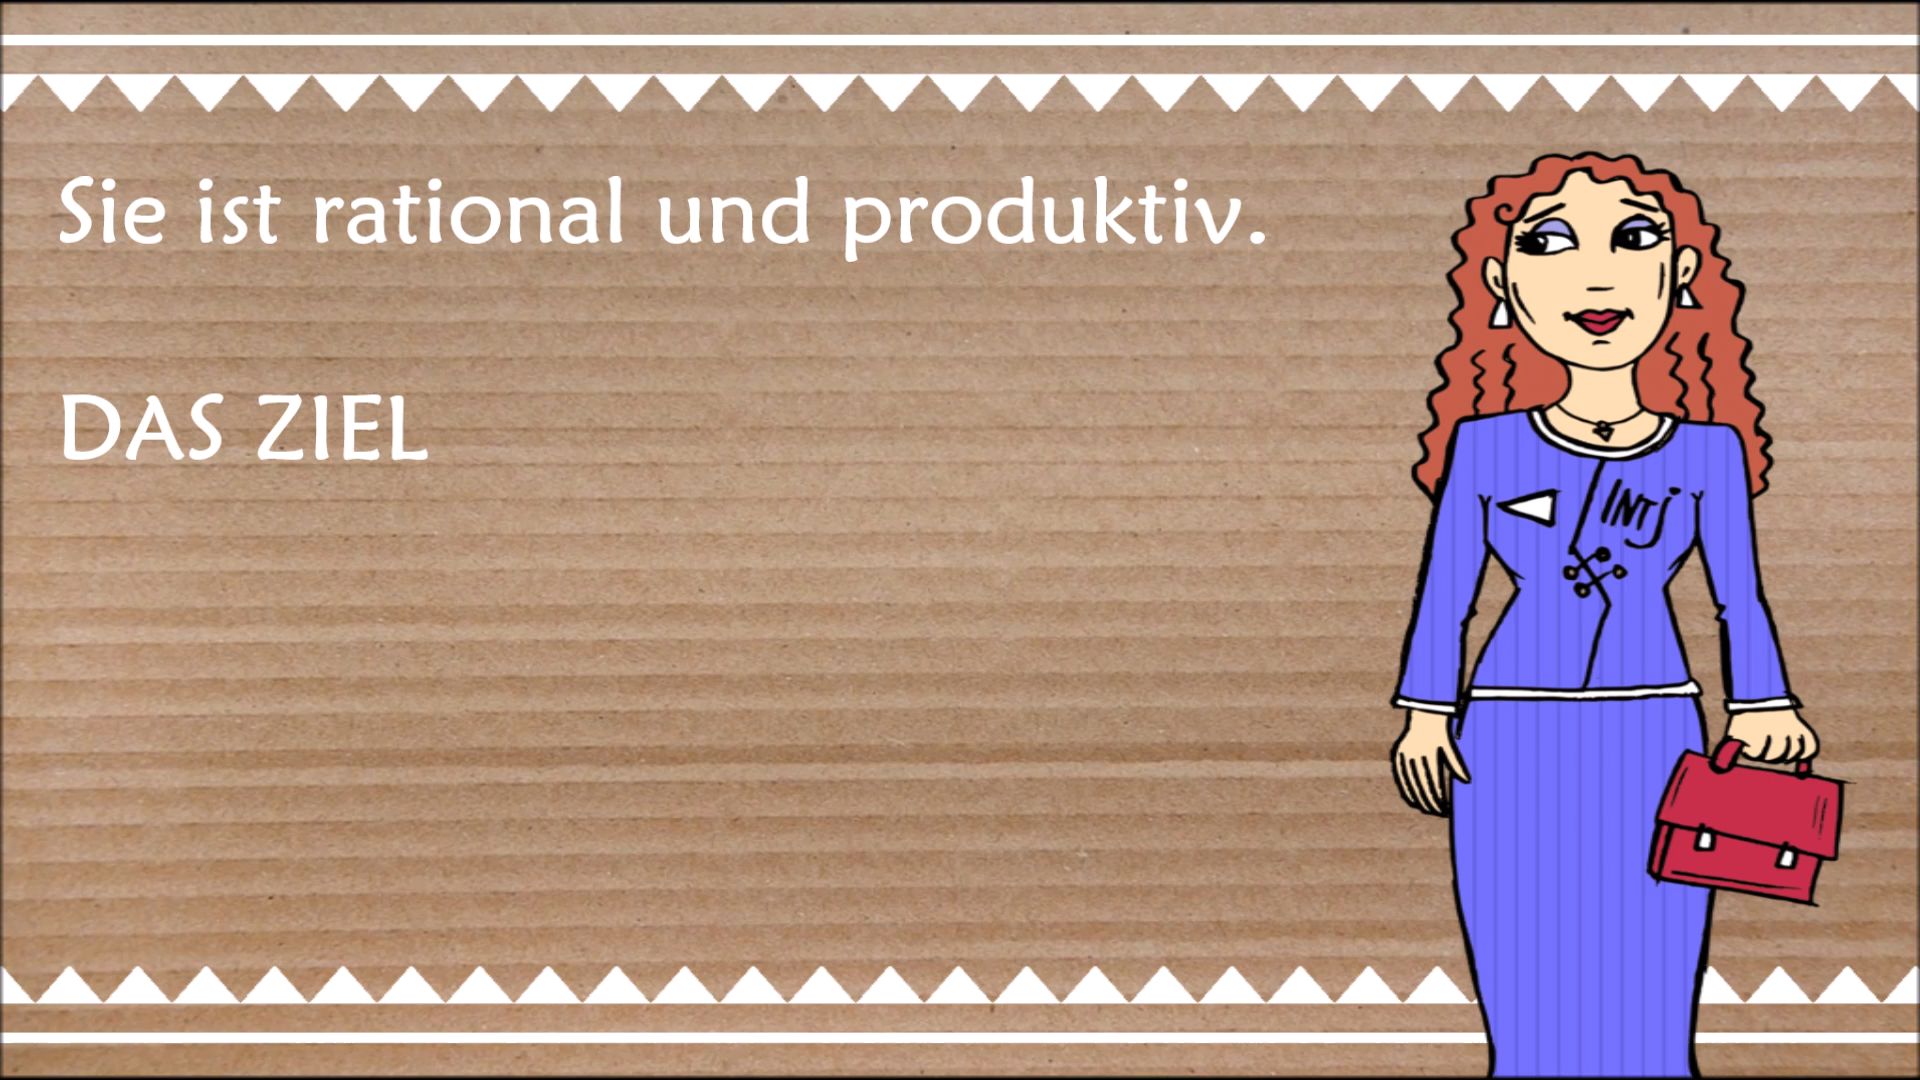 Sie ist rational und produktiv.
DAS ZIEL
INTj